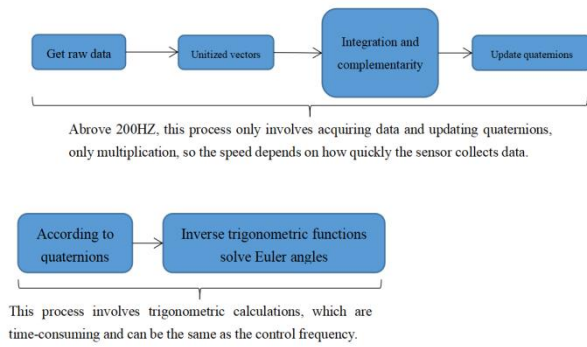 Get raw data
Unitized vectors
Integration and
complementarity
Update quaternions
Abrove 200HZ, this process only involves acquiring data and updating quaternions,
only multiplication, so the speed depends on how quickly the sensor collects data.
According to
quaternions
Inverse trigonometric functions
solve Euler angles
This process involves trigonometric calculations, which are
time-consuming and can be the same as the control frequency.